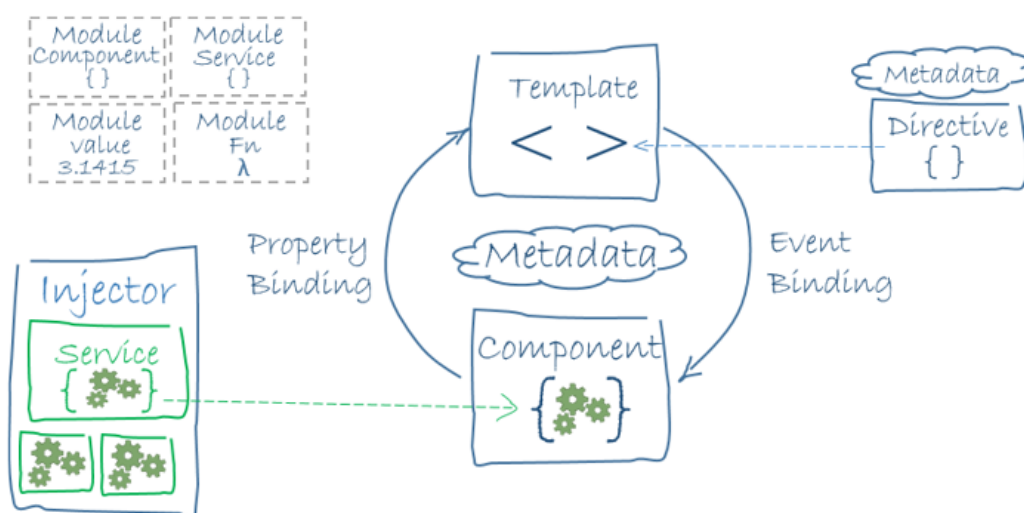 Module
Component
{ }
Module
Service
{ }
Module
value
3.1415
Module
Fn
λ
Template
< >
Metadata
Directive
{ }
Property
Binding
Metadata
Event
Binding
Injector
Service
{ }
Component
{ }